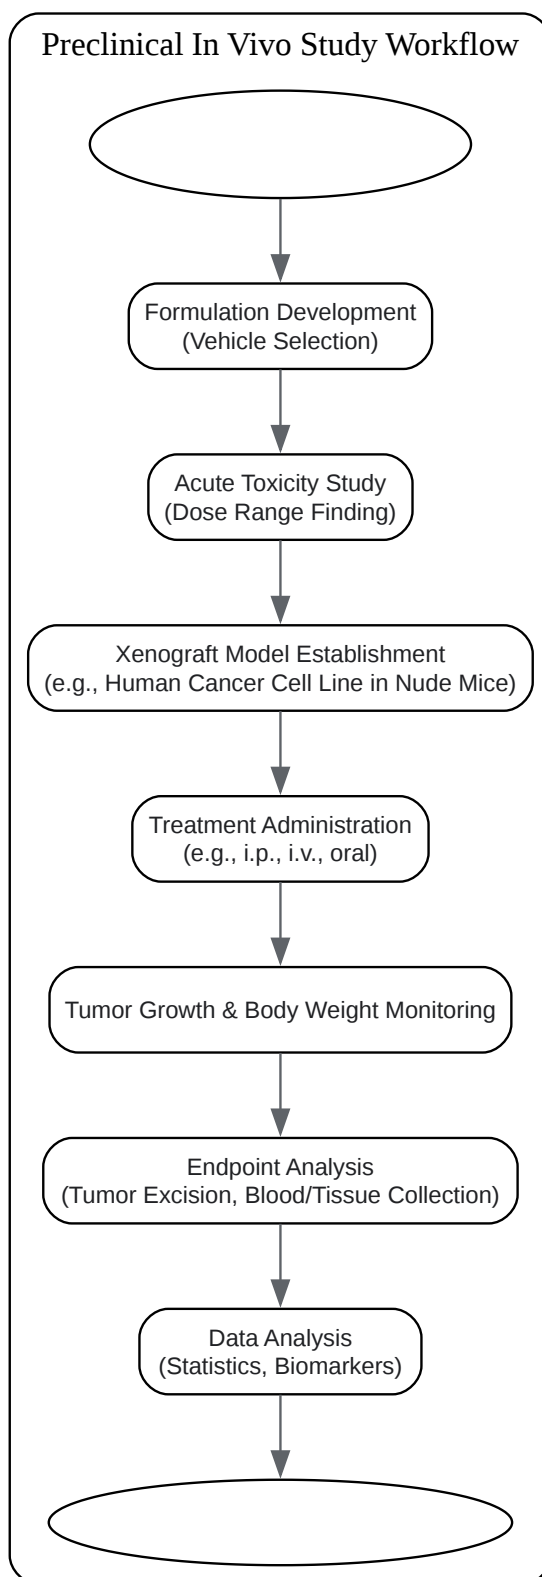 Preclinical In Vivo Study Workflow
Formulation Development
(Vehicle Selection)
Acute Toxicity Study
(Dose Range Finding)
Xenograft Model Establishment
(e.g., Human Cancer Cell Line in Nude Mice)
Treatment Administration
(e.g., i.p., i.v., oral)
Tumor Growth & Body Weight Monitoring
Endpoint Analysis
(Tumor Excision, Blood/Tissue Collection)
Data Analysis
(Statistics, Biomarkers)